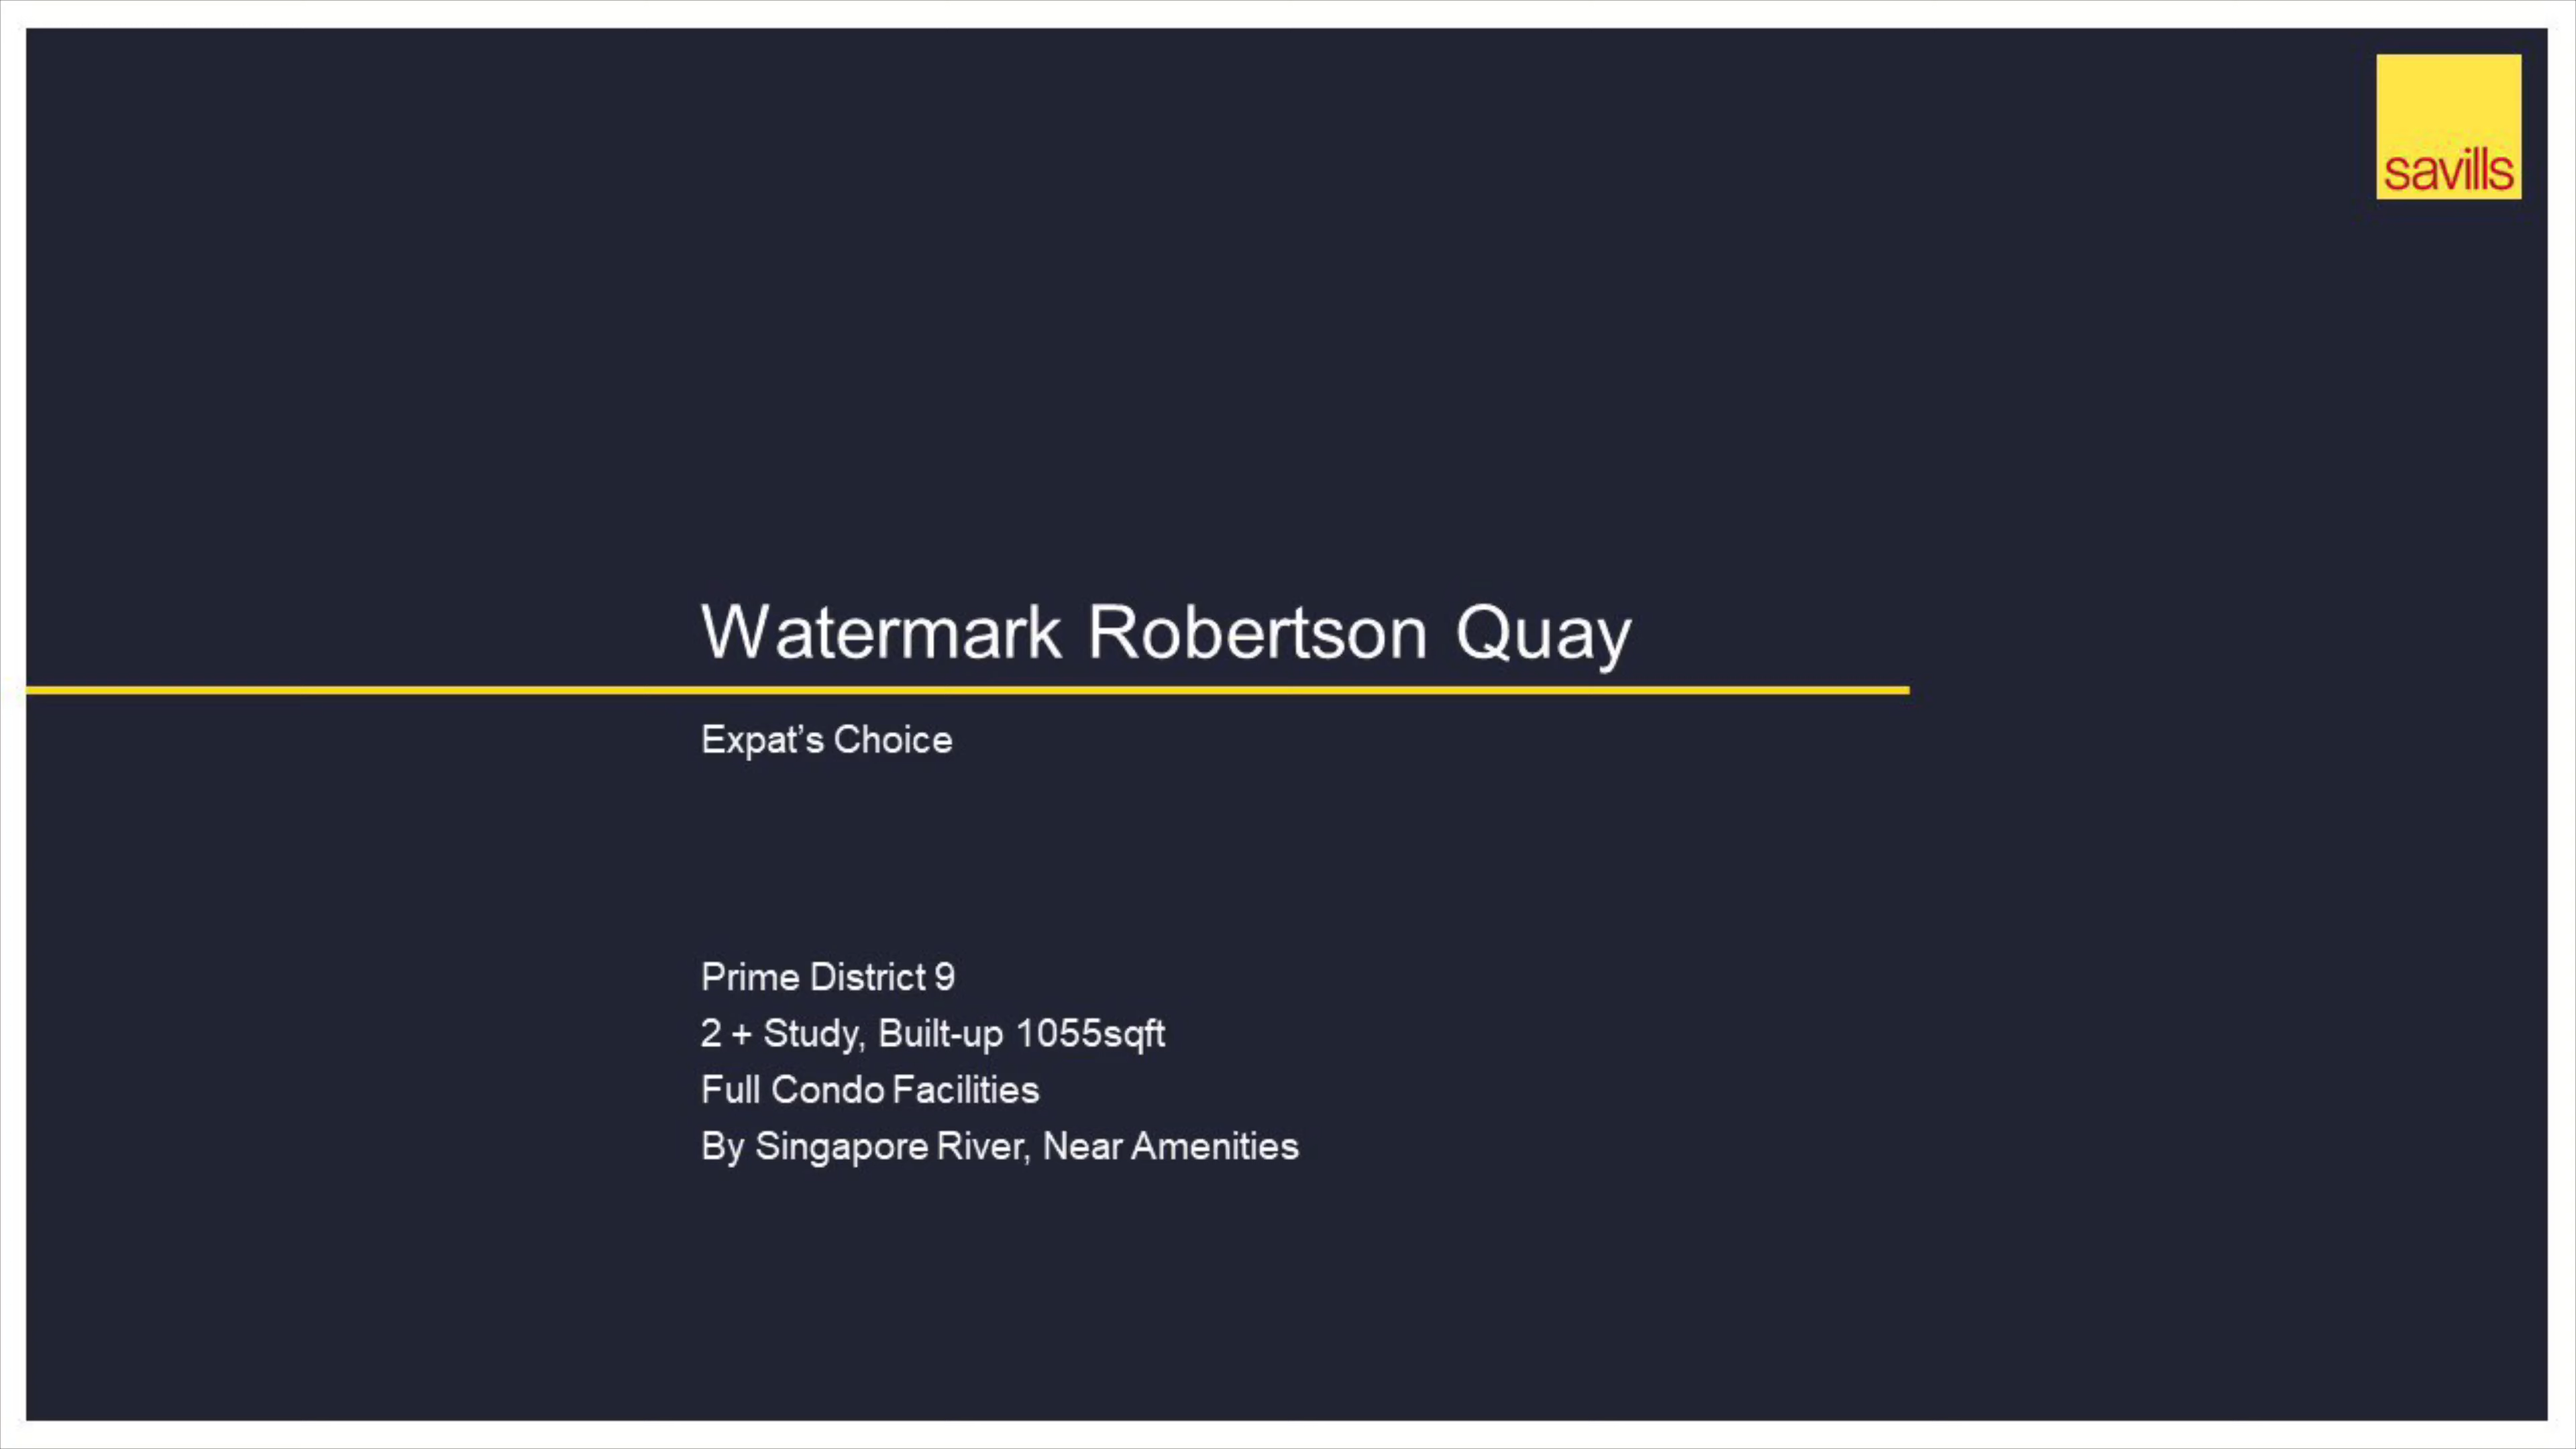 savills
Watermark Robertson Quay
Expat’s Choice
Prime District 9
2 + Study, Built-up 1055sqft
Full Condo Facilities
By Singapore River, Near Amenities